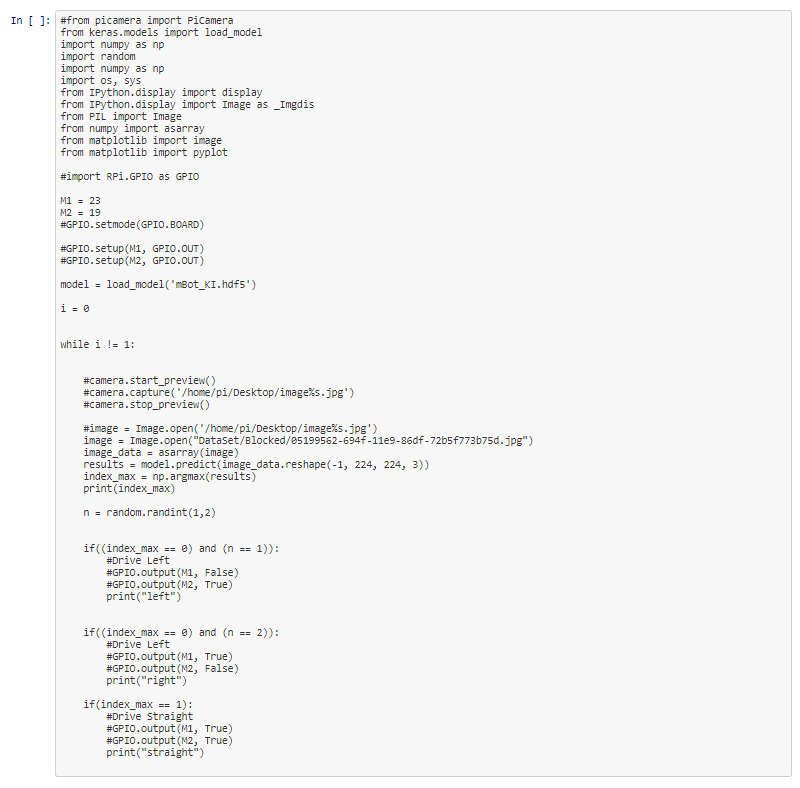 In [ ]:
#from picamera import PiCamera
from keras.models import load_model
import numpy as np
import random
import numpy as np
import os, sys
from IPython.display import display
from IPython.display import Image as _Imgdis
from PIL import Image
from numpy import asarray
from matplotlib import image
from matplotlib import pyplot

#import RPi.GPIO as GPIO

M1 = 23
M2 = 19
#GPIO.setmode(GPIO.BOARD)

#GPIO.setup(M1, GPIO.OUT)
#GPIO.setup(M2, GPIO.OUT)

model = load_model('mBot_KI.hdf5')

i = 0


while i != 1:


    #camera.start_preview()
    #camera.capture('/home/pi/Desktop/image%s.jpg')
    #camera.stop_preview()

    #image = Image.open('/home/pi/Desktop/image%s.jpg')
    image = Image.open("DataSet/Blocked/05199562-694f-11e9-86df-72b5f773b75d.jpg")
    image_data = asarray(image)
    results = model.predict(image_data.reshape(-1, 224, 224, 3))
    index_max = np.argmax(results)
    print(index_max)

    n = random.randint(1,2)


    if((index_max == 0) and (n == 1)):
        #Drive Left
        #GPIO.output(M1, False)
        #GPIO.output(M2, True)
        print("left")


    if((index_max == 0) and (n == 2)):
        #Drive Left
        #GPIO.output(M1, True)
        #GPIO.output(M2, False)
        print("right")

    if(index_max == 1):
        #Drive Straight
        #GPIO.output(M1, True)
        #GPIO.output(M2, True)
        print("straight")